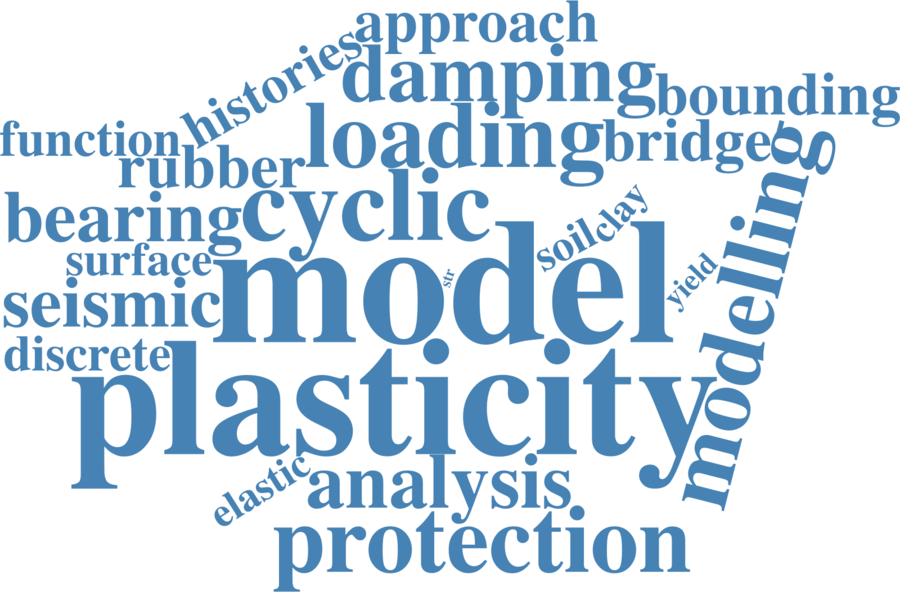 approach
histories
damping
bounding
function
loading
bridge
rubber
cyclic
bearing
soil
clay
surface
model
str
yield
modelling
seismic
discrete
plasticity
elastic
analysis
protection